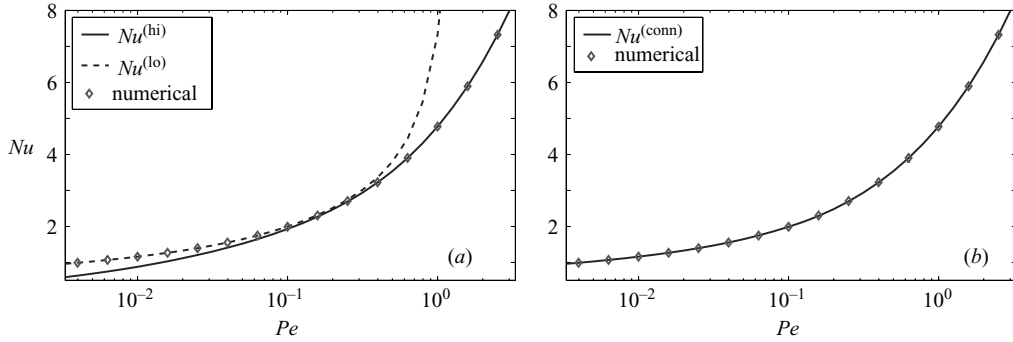 8
6
4
2
Nu
Nu^(hi)
Nu^(lo)
numerical
(a)
10^−2
10^−1
10^0
Pe
8
6
4
2
Nu^(conn)
numerical
(b)
10^−2
10^−1
10^0
Pe